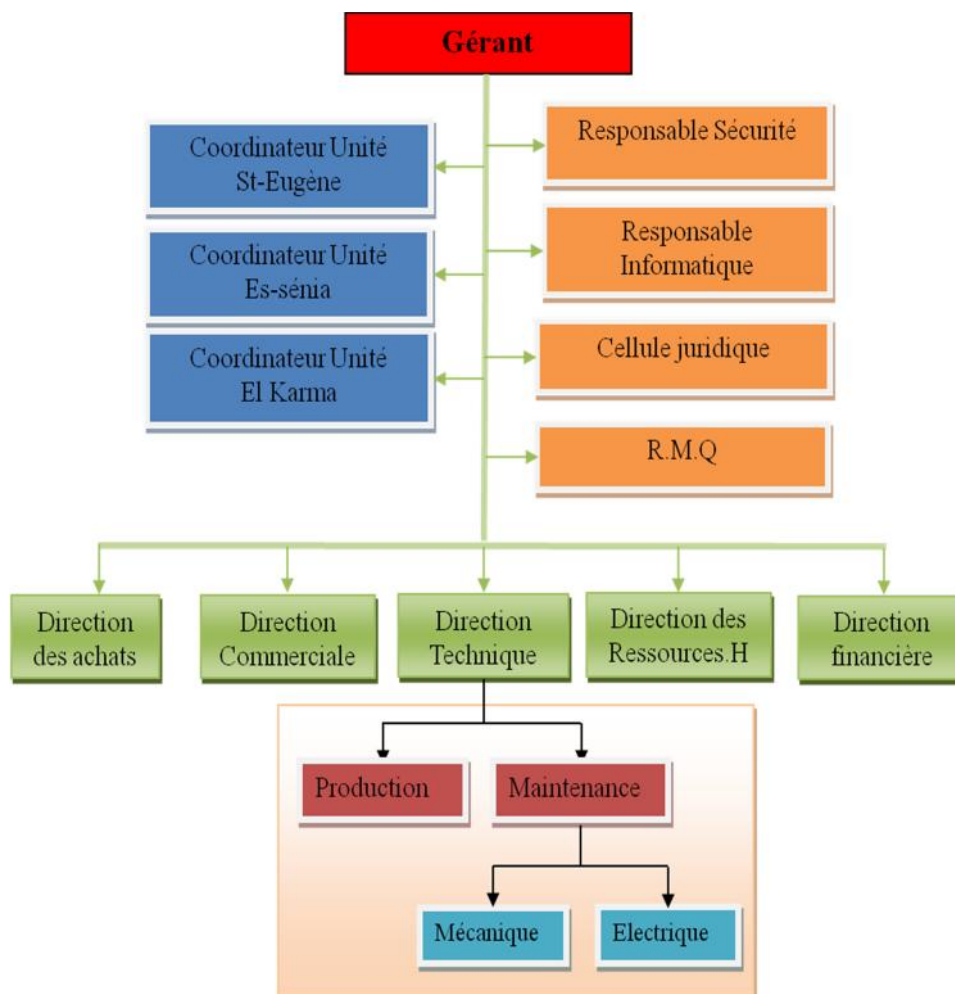 Gérant
Coordinateur Unité
St-Eugène
Coordinateur Unité
Es-sénia
Coordinateur Unité
El Karma
Responsable Sécurité
Responsable
Informatique
Cellule juridique
R.M.Q
Direction
des achats
Direction
Commerciale
Direction
Technique
Direction des
Ressources.H
Direction
financière
Production
Maintenance
Mécanique
Electrique